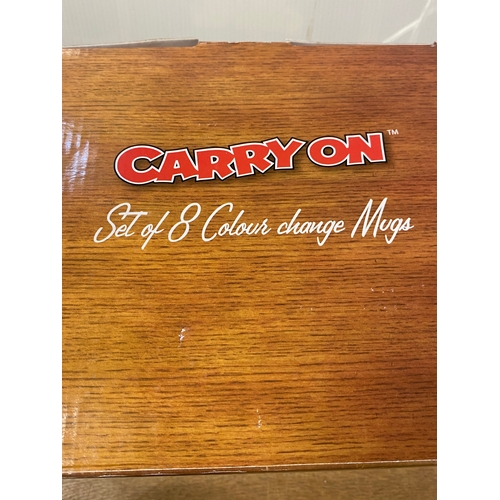 CARRY ON™
Set of 8 Colour change Mugs